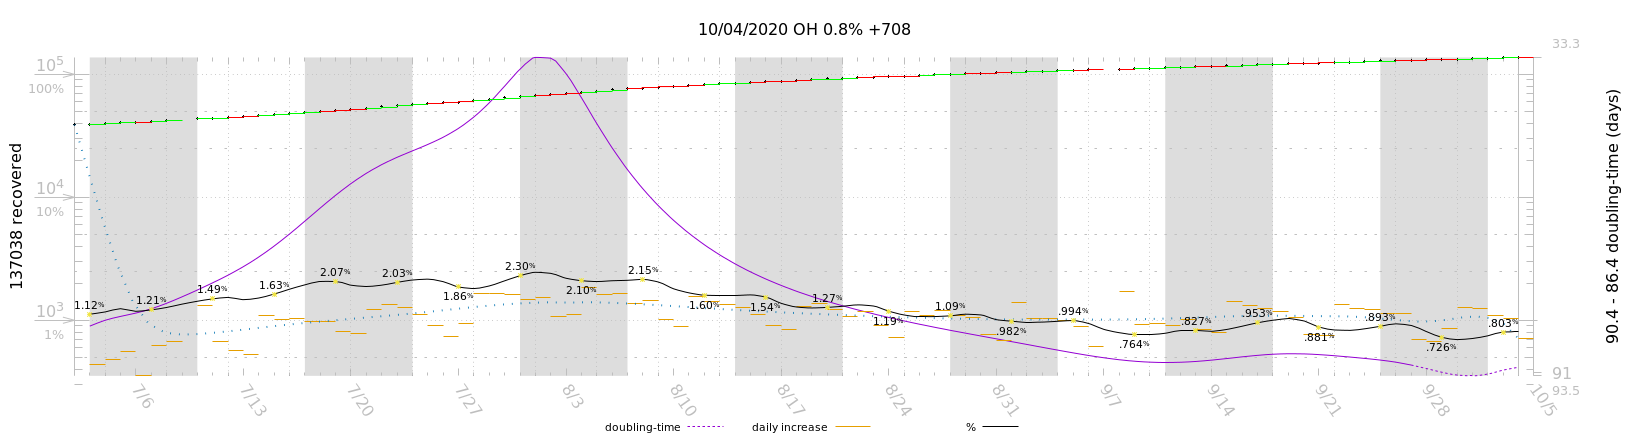 10/04/2020 OH 0.8% +708
33.3
10⁵
100%
10⁴
10%
10³
1%
137038 recovered
90.4 - 86.4 doubling-time (days)
1.12% 1.21% 1.49% 1.63% 2.07% 2.03% 1.86% 2.30% 2.10% 2.15% 1.60% 1.54% 1.27% 1.19% 1.09 .982% .994% .764% .827% .953% .881% .893% .726% .803%
91
93.5
7/6 7/13 7/20 7/27 8/3 8/10 8/17 8/24 8/31 9/7 9/14 9/21 9/28 10/5
doubling-time daily increase %